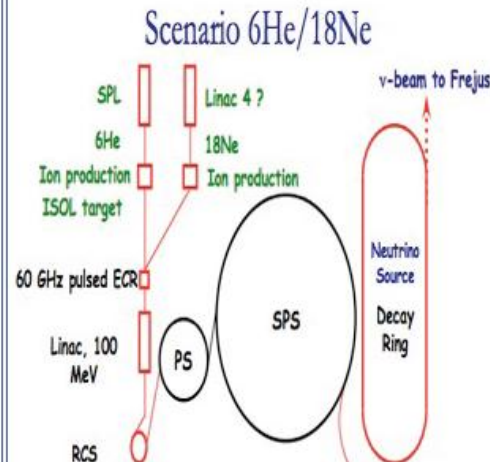 Scenario 6He/18Ne
ν-beam to Frejus
SPL
Linac 4 ?
6He
18Ne
Ion production
Ion production
ISOL target
Neutrino
Source
60 GHz pulsed ECR
Decay
Ring
SPS
Linac, 100
MeV
PS
RCS